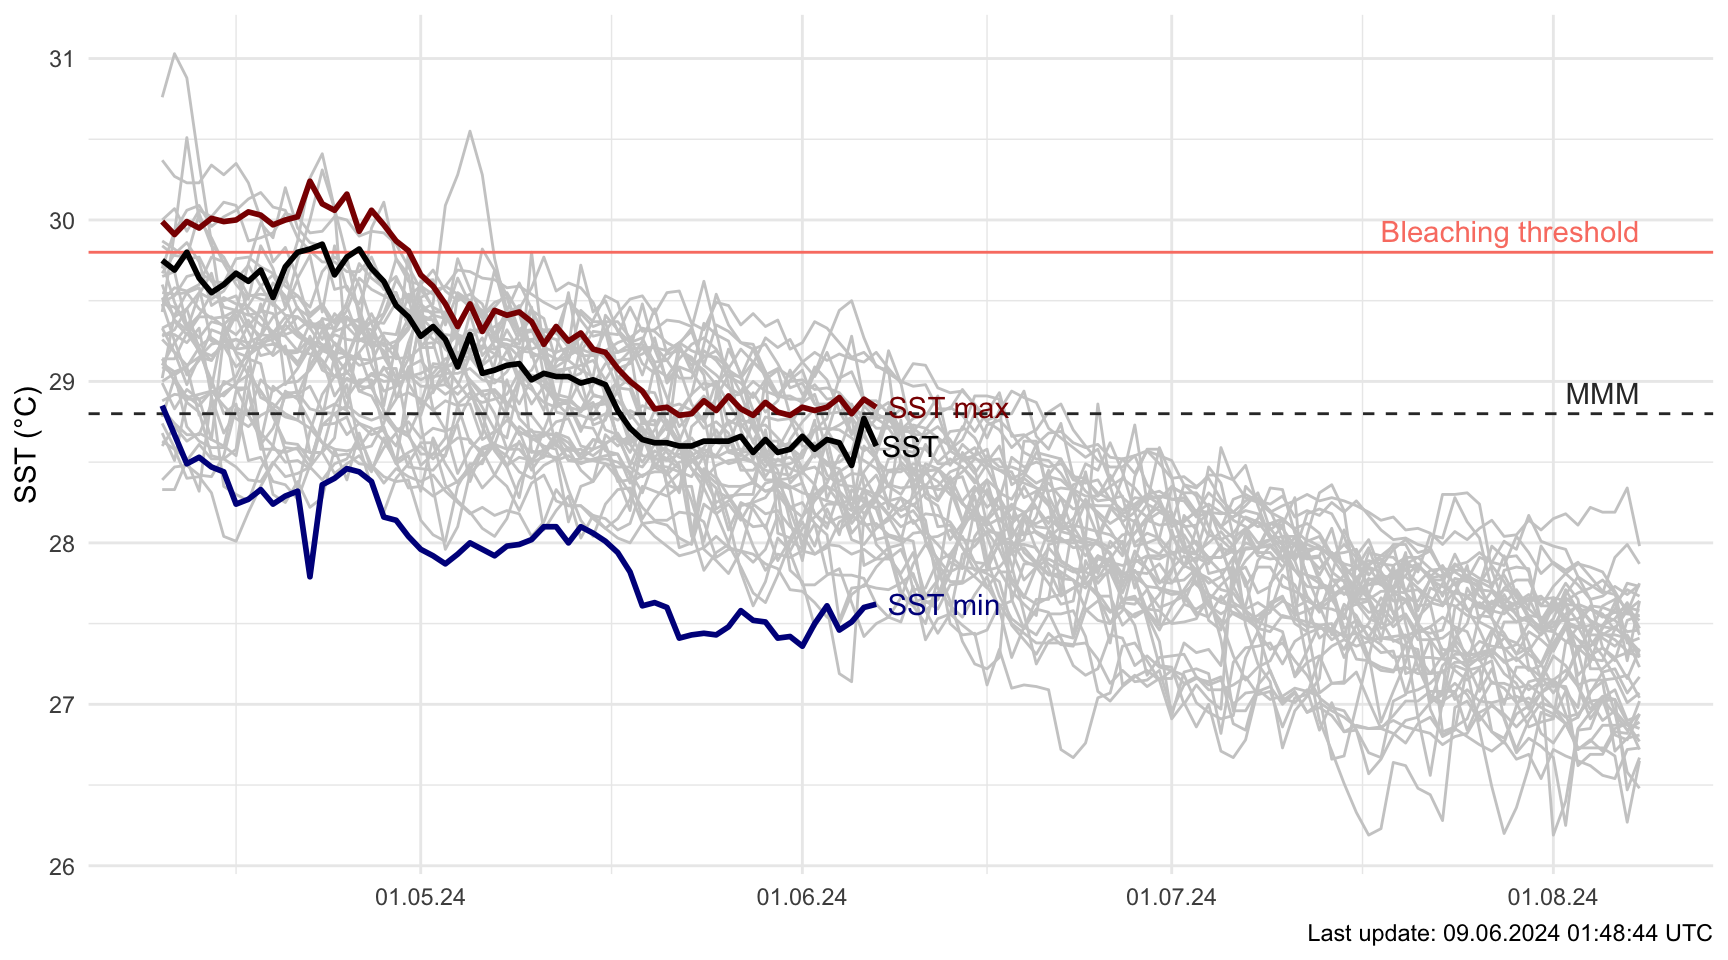 31
30
29
28
27
26
SST (°C)
Bleaching threshold
MMM
SST max
SST
SST min
01.05.24
01.06.24
01.07.24
01.08.24
Last update: 09.06.2024 01:48:44 UTC